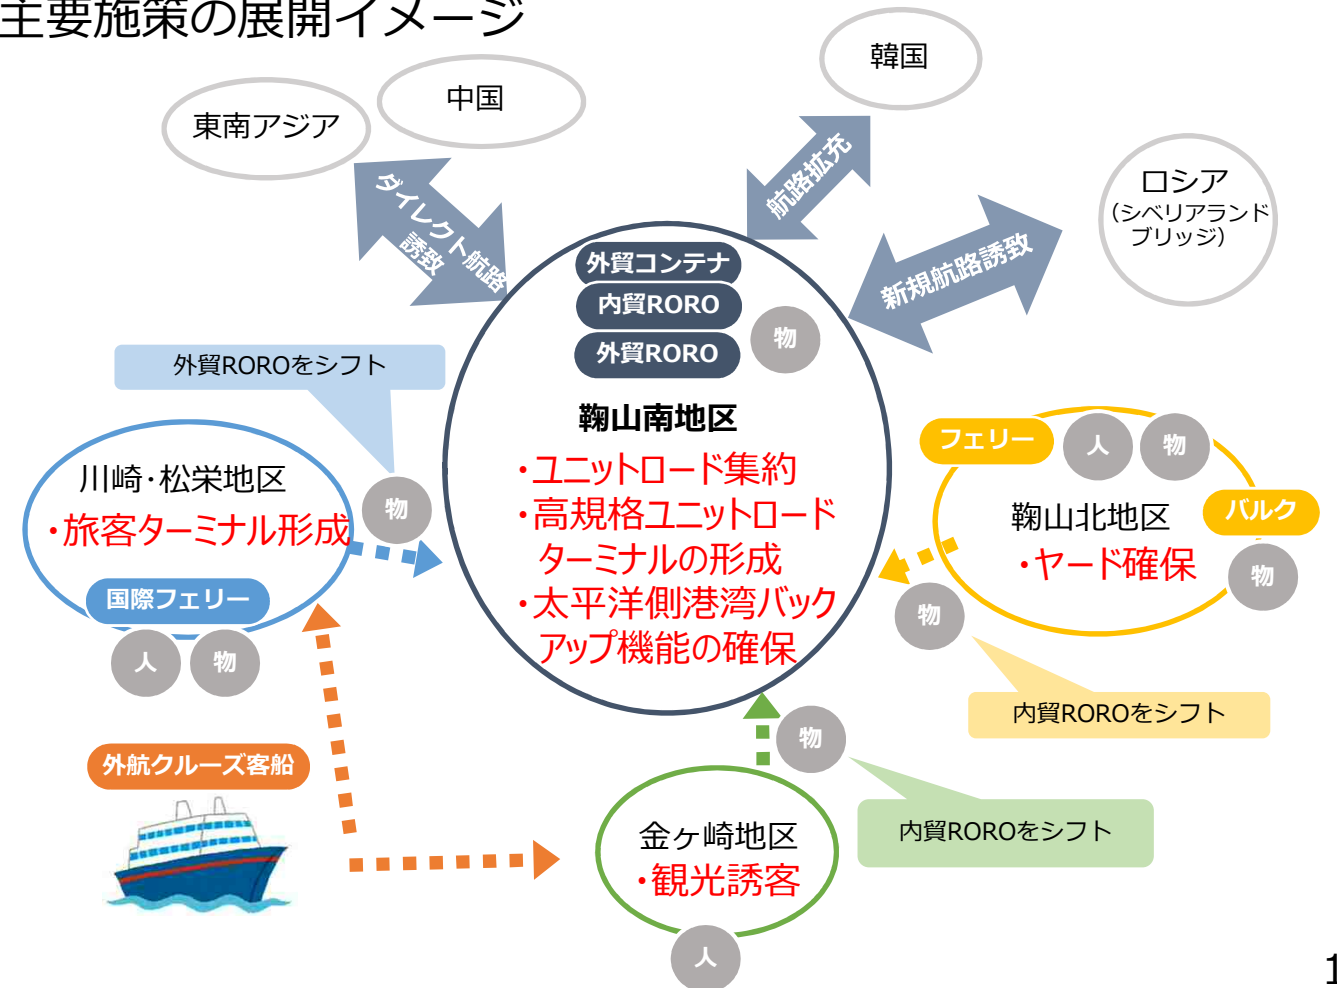 主要施策の展開イメージ
韓国
中国
東南アジア
ロシア
（シベリアランド
ブリッジ）
航路拡充
ダイレクト航路
誘致
新規航路誘致
外貿コンテナ
内貿RORO
外貿RORO
物
鞠山南地区
・ユニットロード集約
・高規格ユニットロード
ターミナルの形成
・太平洋側港湾バック
アップ機能の確保
外貿ROROをシフト
物
川崎・松栄地区
・旅客ターミナル形成
国際フェリー
人
物
フェリー
人
物
鞠山北地区
・ヤード確保
バルク
物
物
内貿ROROをシフト
外航クルーズ客船
物
内貿ROROをシフト
金ヶ崎地区
・観光誘客
人
1